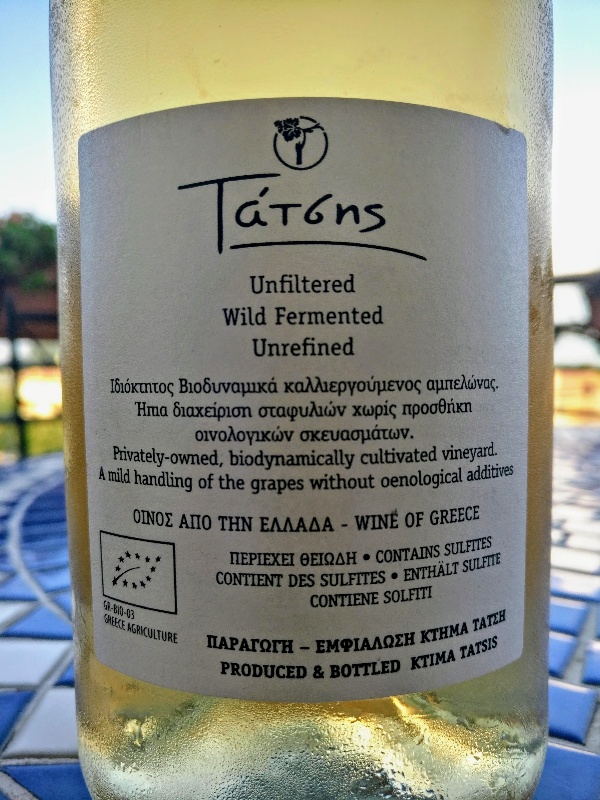 Τάτσης
Unfiltered
Wild Fermented
Unrefined
Ιδιόκτητος Βιοδυναμικά καλλιεργούμενος αμπελώνας.
Ήπια διαχείριση σταφυλιών χωρίς προσθήκη
οινολογικών σκευασμάτων.
Privately-owned, biodynamically cultivated vineyard.
A mild handling of the grapes without oenological additives
ΟΙΝΟΣ ΑΠΟ ΤΗΝ ΕΛΛΑΔΑ - WINE OF GREECE
ΠΕΡΙΕΧΕΙ ΘΕΙΩΔΗ • CONTAINS SULFITES
CONTIENT DES SULFITES • ENTHÄLT SULFITE
CONTIENE SOLFITI
GR-BIO-03
GREECE AGRICULTURE
ΠΑΡΑΓΩΓΗ – ΕΜΦΙΑΛΩΣΗ ΚΤΗΜΑ ΤΑΤΣΗ
PRODUCED & BOTTLED KTIMA TATSIS